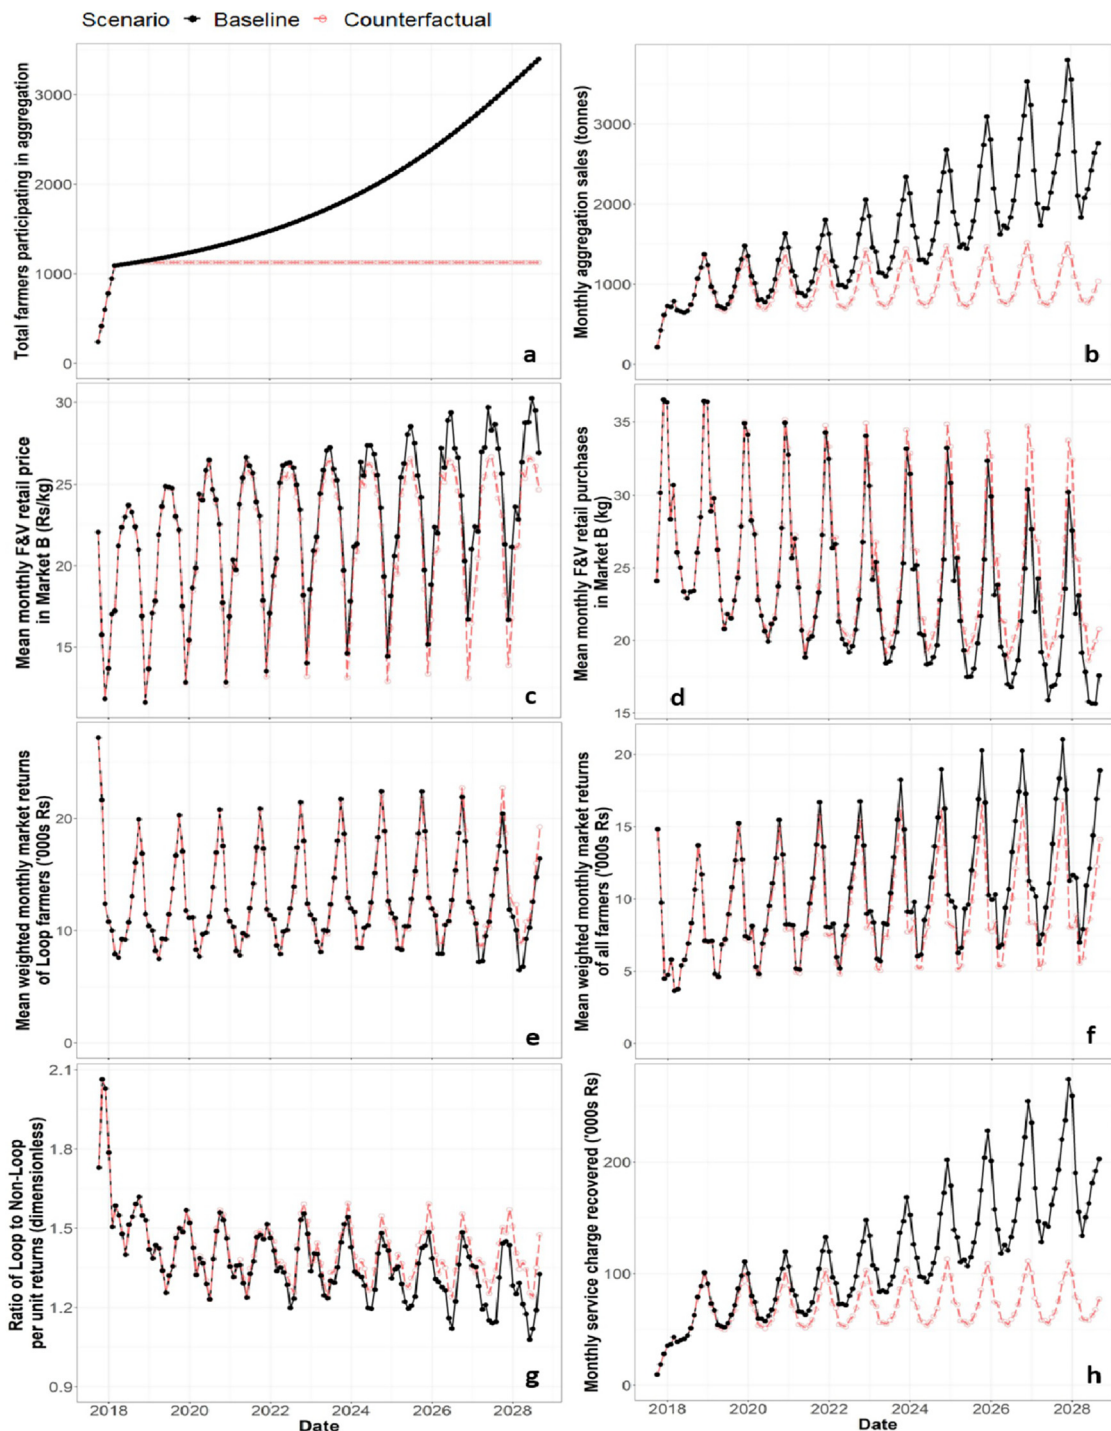 Scenario Baseline Counterfactual
Total farmers participating in aggregation
3000
2000
1000
0
a
Monthly aggregation sales (tonnes)
3000
2000
1000
0
b
Mean monthly F&V retail price
in Market B (Rs/kg)
30
25
20
15
c
Mean monthly F&V retail purchases
in Market B (kg)
35
30
25
20
15
d
Mean weighted monthly market returns
of Loop farmers ('000s Rs)
20
10
0
e
Mean weighted monthly market returns
of all farmers ('000s Rs)
20
15
10
5
0
f
Ratio of Loop to Non-Loop
per unit returns (dimensionless)
2.1
1.8
1.5
1.2
0.9
g
2018 2020 2022 2024 2026 2028
Date
Monthly service charge recovered ('000s Rs)
200
100
0
h
2018 2020 2022 2024 2026 2028
Date